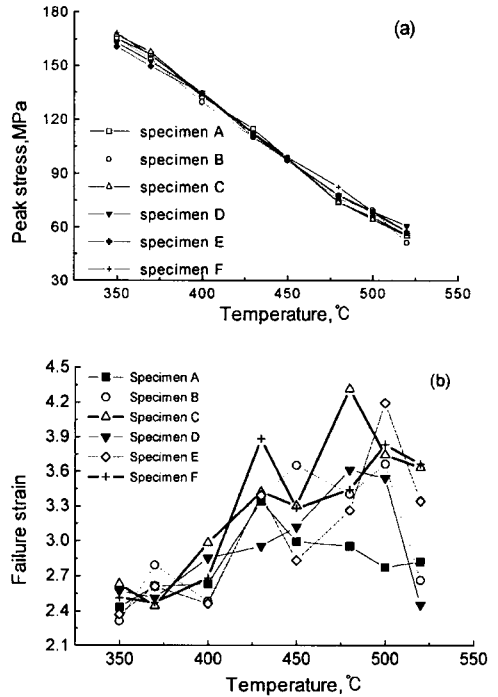 (a)
180
150
120
90
60
30
Peak stress,MPa
specimen A
specimen B
specimen C
specimen D
specimen E
specimen F
350 400 450 500 550
Temperature,℃
(b)
4.5
4.2
3.9
3.6
3.3
3.0
2.7
2.4
2.1
Failure strain
Specimen A
Specimen B
Specimen C
Specimen D
Specimen E
Specimen F
350 400 450 500 550
Temperature,℃